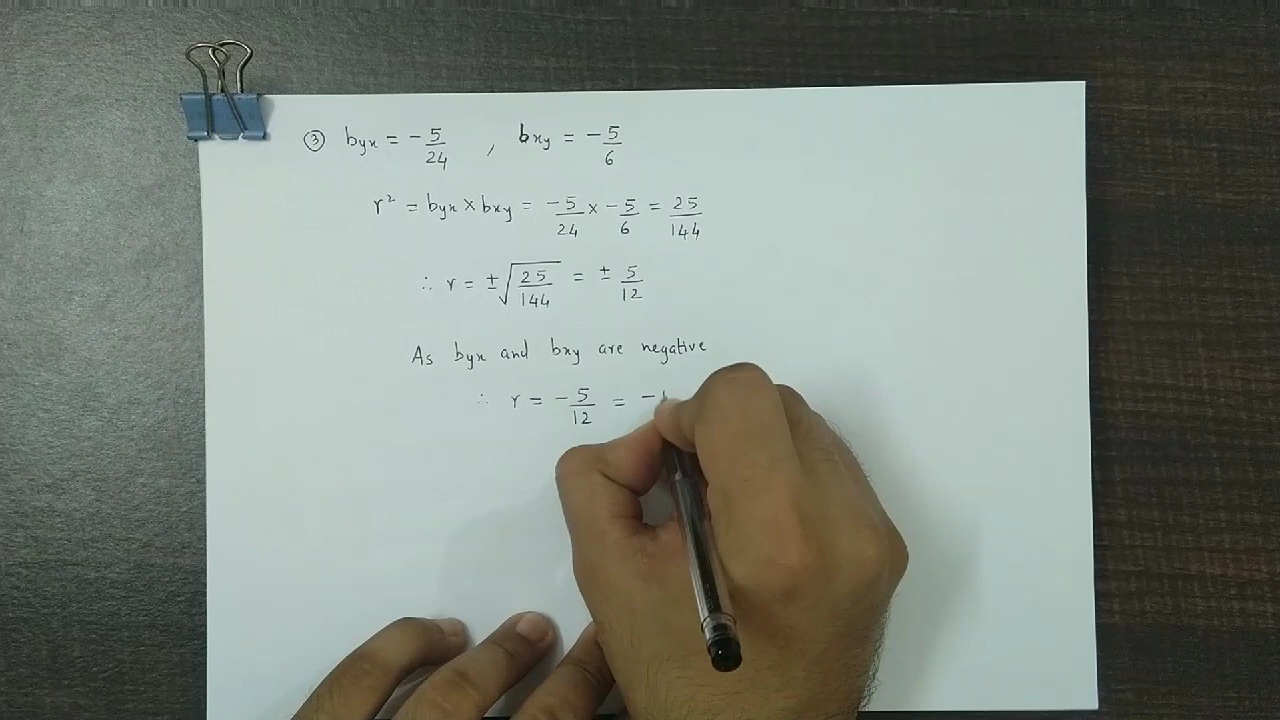 ③ byx = -5/24 , bxy = -5/6
r² = byx × bxy = -5/24 × -5/6 = 25/144
∴ r = ±√25/144 = ± 5/12
As byx and bxy are negative
∴ r = -5/12 = -